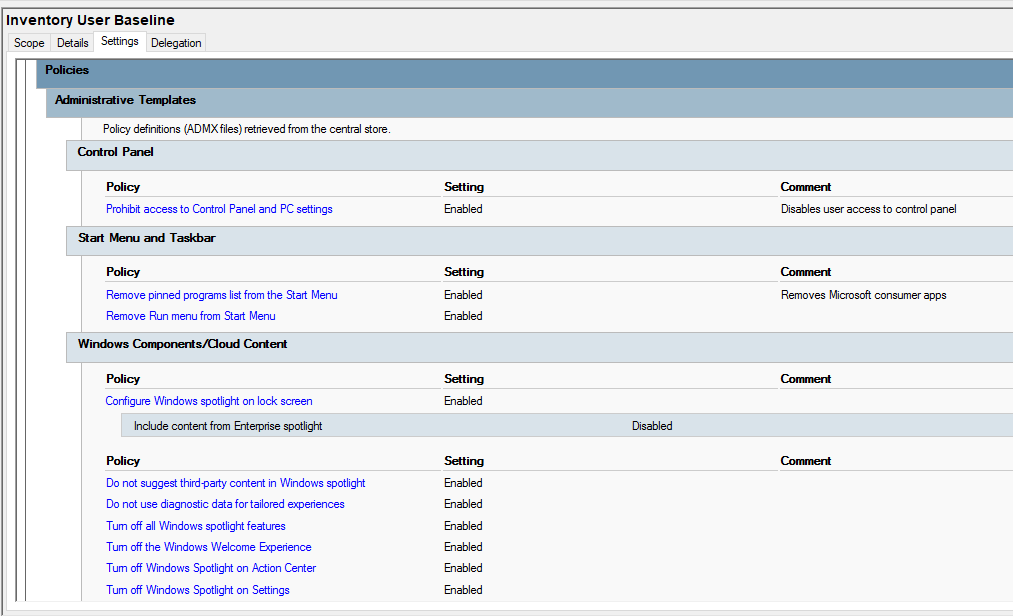 Inventory User Baseline
Scope Details Settings Delegation
Policies
Administrative Templates
Policy definitions (ADMX files) retrieved from the central store.
Control Panel
Policy Setting Comment
Prohibit access to Control Panel and PC settings Enabled Disables user access to control panel
Start Menu and Taskbar
Policy Setting Comment
Remove pinned programs list from the Start Menu Enabled Removes Microsoft consumer apps
Remove Run menu from Start Menu Enabled
Windows Components/Cloud Content
Policy Setting Comment
Configure Windows spotlight on lock screen Enabled
Include content from Enterprise spotlight Disabled
Policy Setting Comment
Do not suggest third-party content in Windows spotlight Enabled
Do not use diagnostic data for tailored experiences Enabled
Turn off all Windows spotlight features Enabled
Turn off the Windows Welcome Experience Enabled
Turn off Windows Spotlight on Action Center Enabled
Turn off Windows Spotlight on Settings Enabled